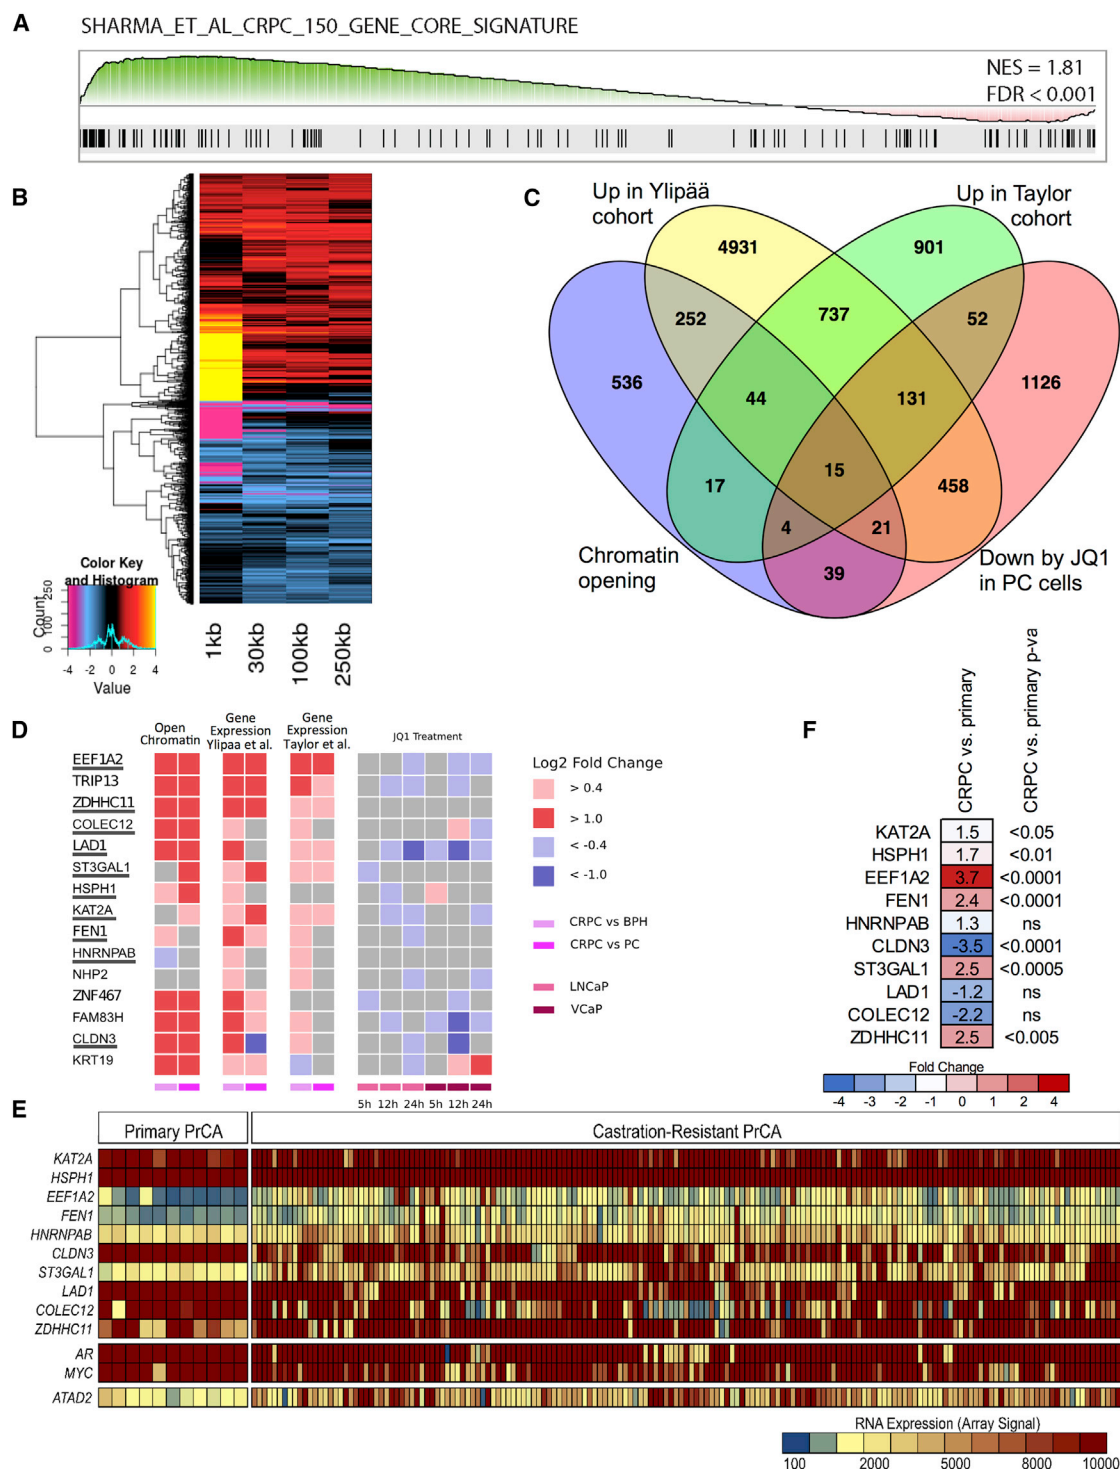 A
SHARMA_ET_AL_CRPC_150_GENE_CORE_SIGNATURE
NES = 1.81
FDR < 0.001
B
Color Key
and Histogram
Count
0 100 250
-4 -2 0 2 4
Value
1kb
30kb
100kb
250kb
C
Up in Ylipää
cohort
Up in Taylor
cohort
4931
901
252
737
52
536
44
131
1126
17
15
458
4
21
39
Chromatin
opening
Down by JQ1
in PC cells
D
Open
Chromatin
Gene
Expression
Ylipaa et al.
Gene
Expression
Taylor et al.
JQ1 Treatment
EEF1A2
TRIP13
ZDHHC11
COLEC12
LAD1
ST3GAL1
HSPH1
KAT2A
FEN1
HNRNPAB
NHP2
ZNF467
FAM83H
CLDN3
KRT19
5h 12h 24h 5h 12h 24h
Log2 Fold Change
> 0.4
> 1.0
< -0.4
< -1.0
CRPC vs BPH
CRPC vs PC
LNCaP
VCaP
F
CRPC vs. primary
CRPC vs. primary p-va
KAT2A 1.5 <0.05
HSPH1 1.7 <0.01
EEF1A2 3.7 <0.0001
FEN1 2.4 <0.0001
HNRNPAB 1.3 ns
CLDN3 -3.5 <0.0001
ST3GAL1 2.5 <0.0005
LAD1 -1.2 ns
COLEC12 -2.2 ns
ZDHHC11 2.5 <0.005
Fold Change
-4 -3 -2 -1 0 1 2 4
E
Primary PrCA
Castration-Resistant PrCA
KAT2A
HSPH1
EEF1A2
FEN1
HNRNPAB
CLDN3
ST3GAL1
LAD1
COLEC12
ZDHHC11
AR
MYC
ATAD2
RNA Expression (Array Signal)
100 2000 5000 8000 10000